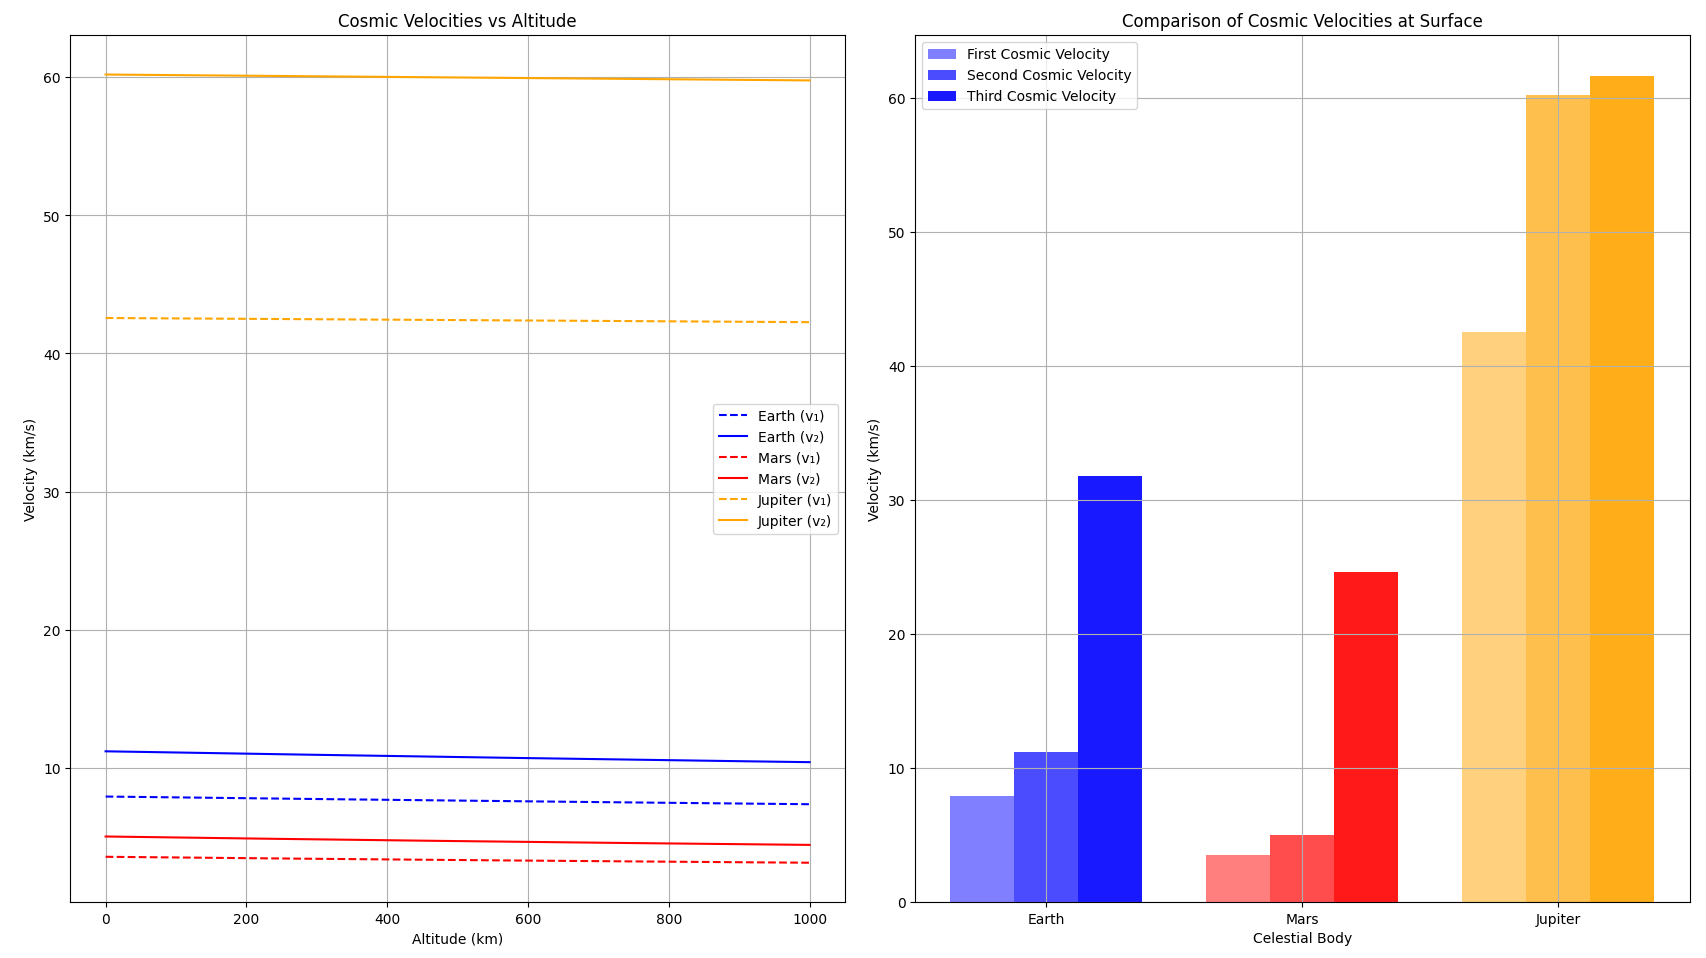 Cosmic Velocities vs Altitude
Velocity (km/s)
60
50
40
30
20
10
Earth (v₁)
Earth (v₂)
Mars (v₁)
Mars (v₂)
Jupiter (v₁)
Jupiter (v₂)
0 200 400 600 800 1000
Altitude (km)
Comparison of Cosmic Velocities at Surface
First Cosmic Velocity
Second Cosmic Velocity
Third Cosmic Velocity
Velocity (km/s)
60
50
40
30
20
10
0
Earth Mars Jupiter
Celestial Body